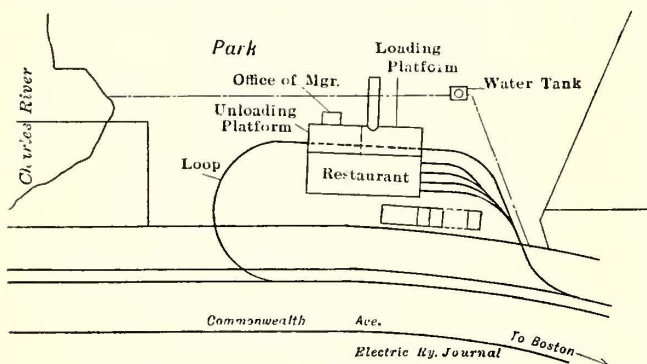 Park
Loading
Platform
Office of Mgr.
Water Tank
Unloading
Platform
Charles River
Loop
Restaurant
Commonwealth Ave.
To Boston
Electric Ry. Journal